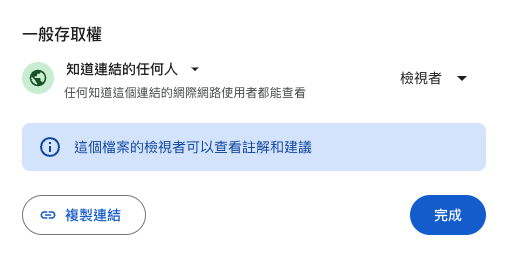 一般存取權
知道連結的任何人
任何知道這個連結的網際網路使用者都能查看
檢視者
這個檔案的檢視者可以查看註解和建議
複製連結
完成